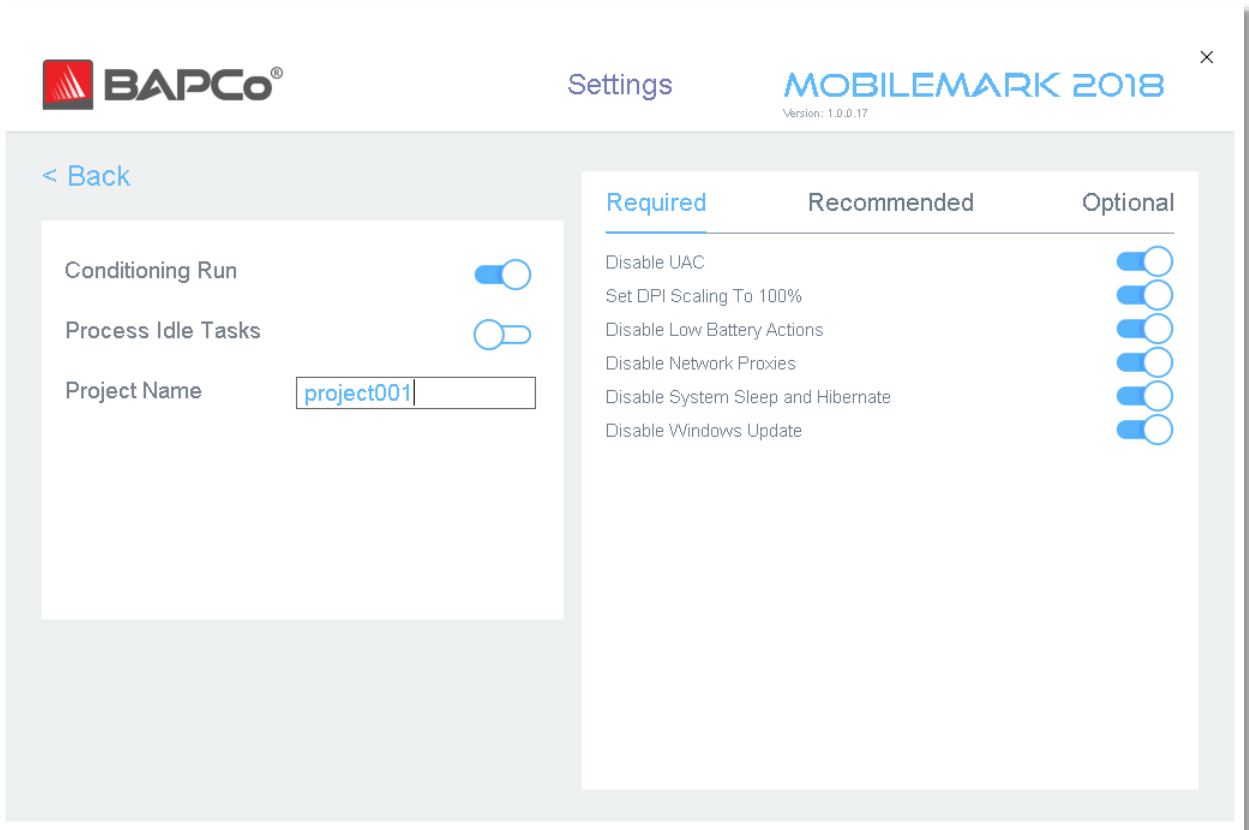 BAPCo®
Settings
MOBILEMARK 2018
Version: 1.0.0.17
< Back
Conditioning Run
Process Idle Tasks
Project Name project001
Required Recommended Optional
Disable UAC
Set DPI Scaling To 100%
Disable Low Battery Actions
Disable Network Proxies
Disable System Sleep and Hibernate
Disable Windows Update